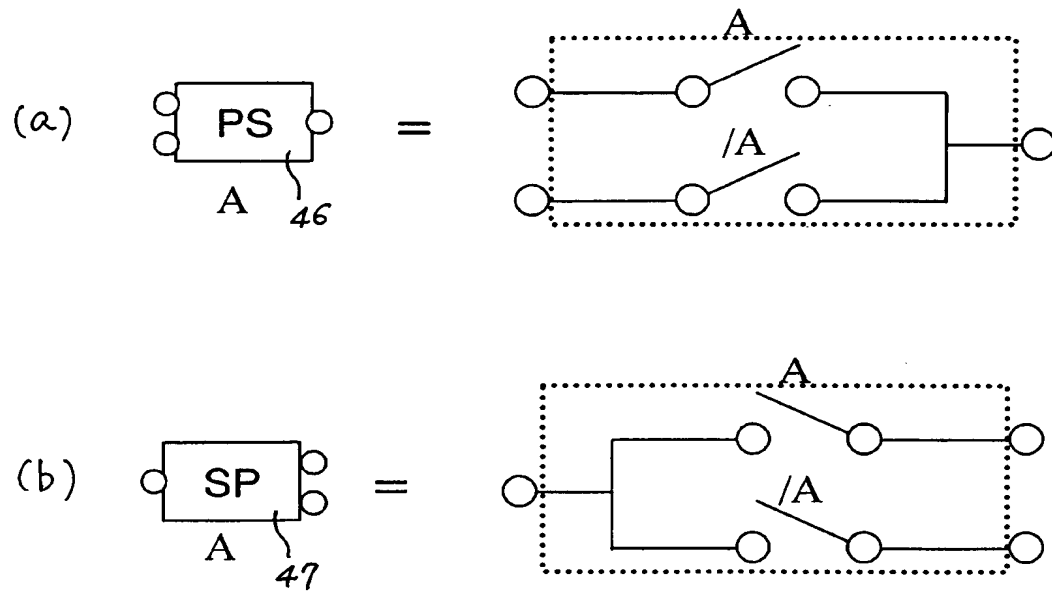 A
(a) PS =
/A
A 46
A
(b) SP = /A
A 47